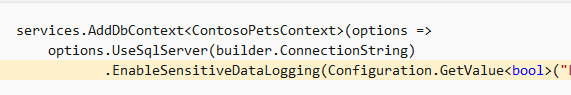 services.AddDbContext<ContosoPetsContext>(options =>
options.UseSqlServer(builder.ConnectionString)
.EnableSensitiveDataLogging(Configuration.GetValue<bool>("